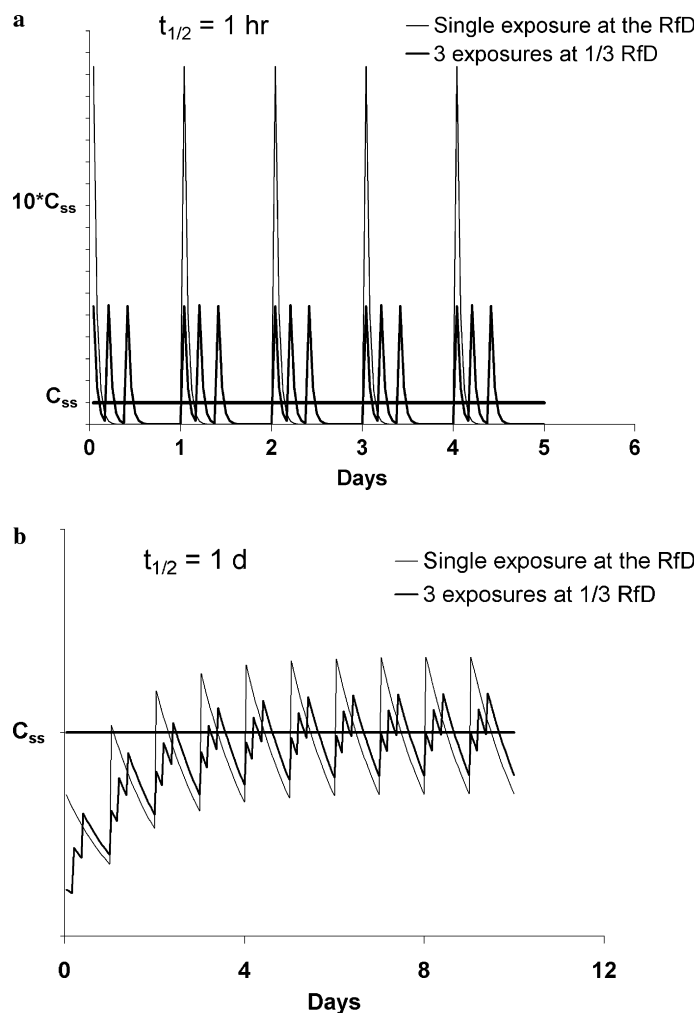 a
t1/2 = 1 hr
Single exposure at the RfD
3 exposures at 1/3 RfD
10*Css
Css
0 1 2 3 4 5 6
Days
b
t1/2 = 1 d
Single exposure at the RfD
3 exposures at 1/3 RfD
Css
0 4 8 12
Days